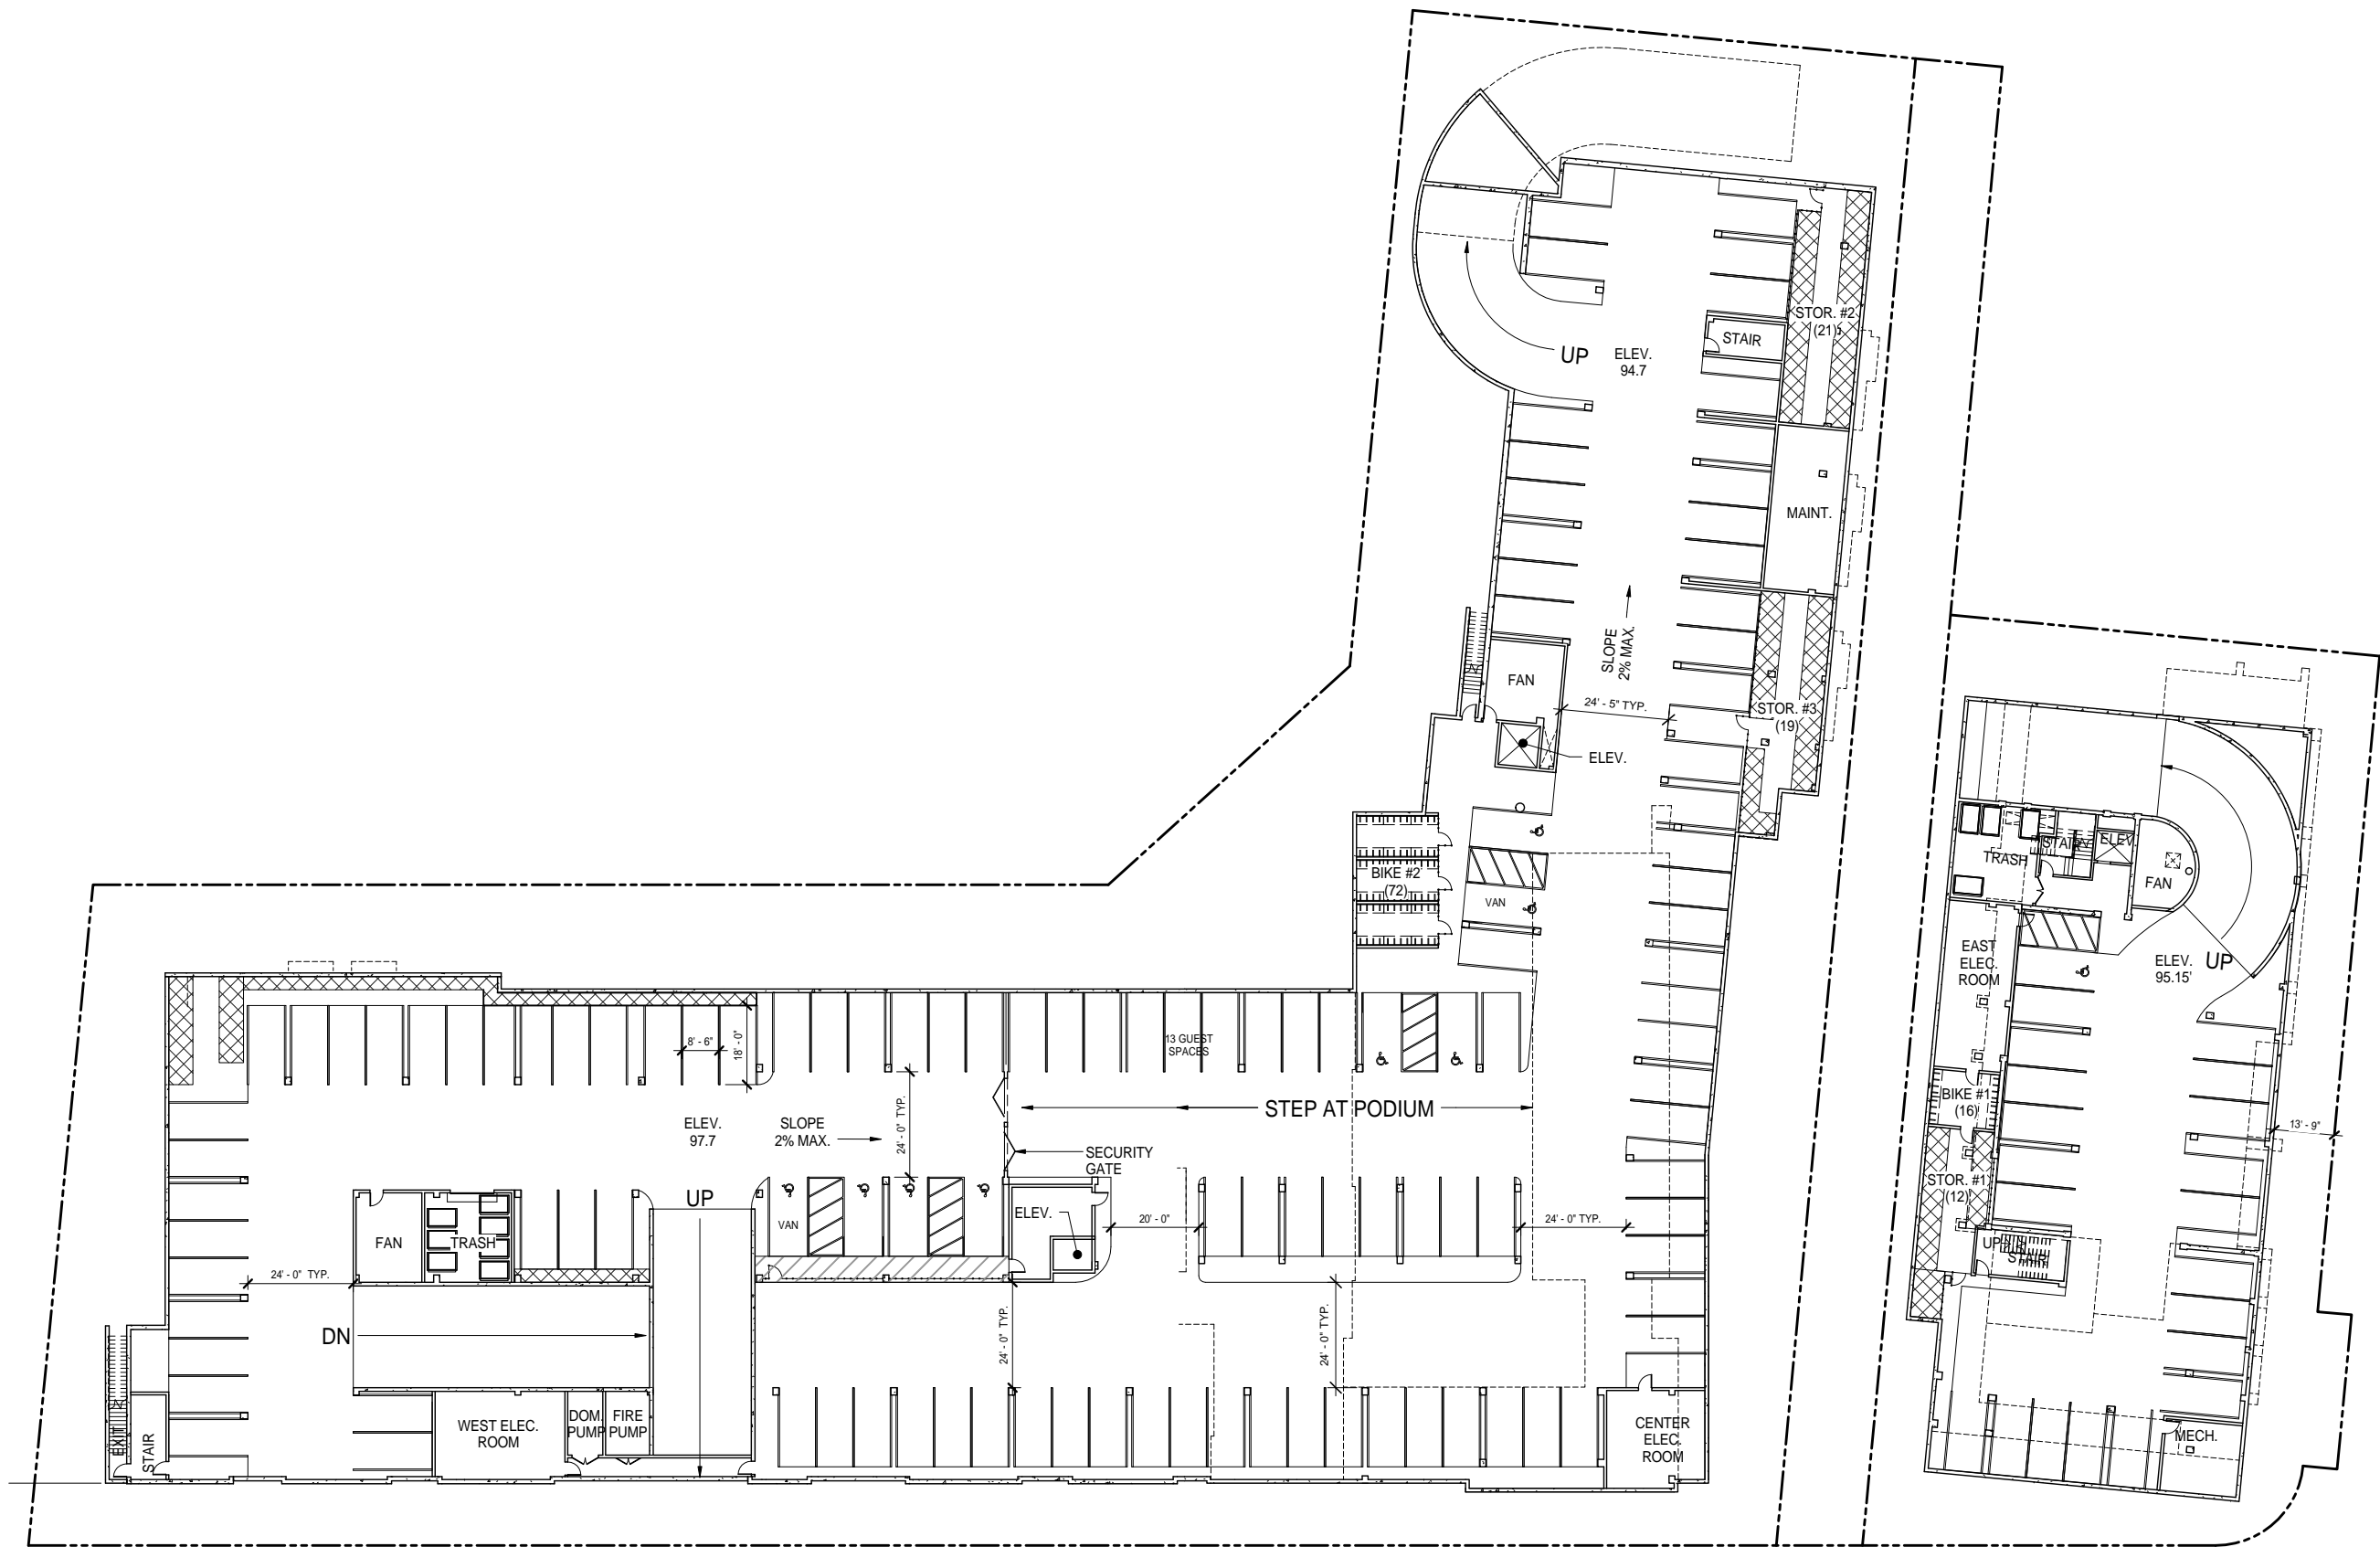 STOR. #2
(21)
STAIR
UP
ELEV.
94.7
MAINT.
SLOPE
2% MAX.
FAN
24' - 5" TYP.
STOR. #3
(19)
ELEV.
BIKE #2
(72)
VAN
TRASH
STAIR
ELEV.
FAN
EAST
ELEC.
ROOM
ELEV.
95.15'
UP
BIKE #1
(16)
13' - 9"
STOR. #1
(12)
UP
STAIR
MECH.
8' - 6"
18' - 0"
13 GUEST
SPACES
ELEV.
97.7
SLOPE
2% MAX.
24' - 0" TYP.
STEP AT PODIUM
SECURITY
GATE
UP
VAN
ELEV.
20' - 0"
24' - 0" TYP.
FAN
TRASH
24' - 0" TYP.
DN
24' - 0" TYP.
24' - 0" TYP.
EXIT
STAIR
WEST ELEC.
ROOM
DOM.
PUMP
FIRE
PUMP
CENTER
ELEC.
ROOM